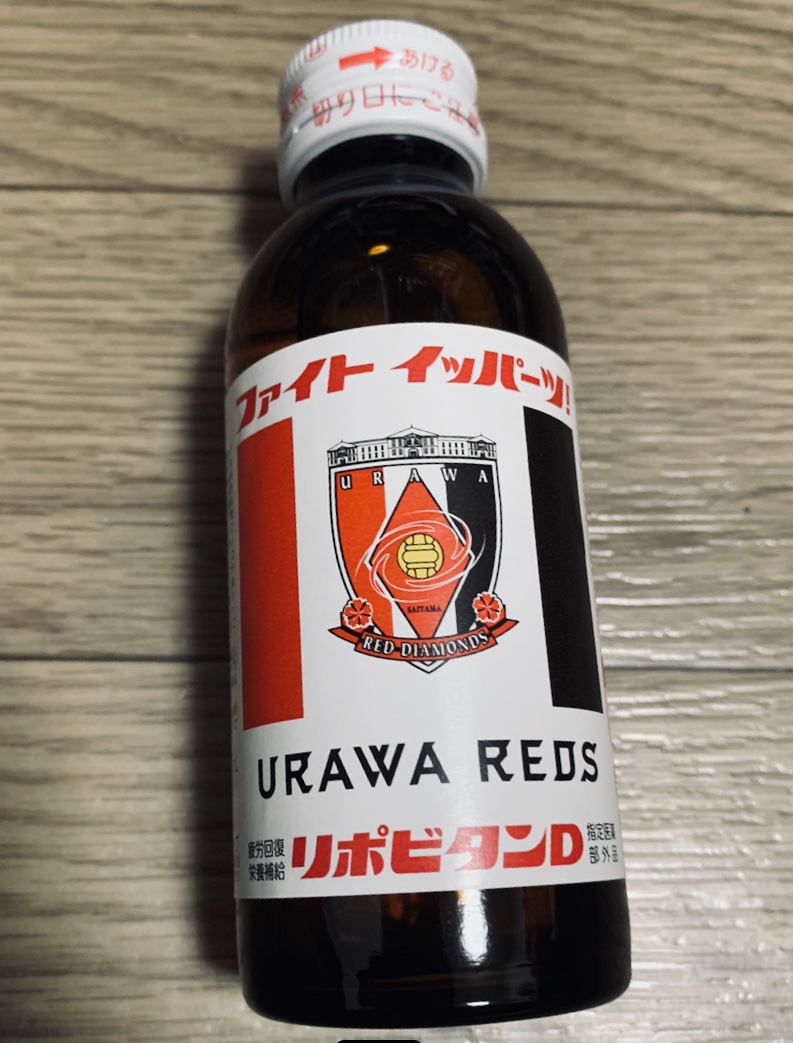 あける
切り口にご注意
ファイト イッパーツ!
URAWA
SAITAMA
RED DIAMONDS
URAWA REDS
疲労回復
栄養補給
リポビタンD
指定医薬
部外品